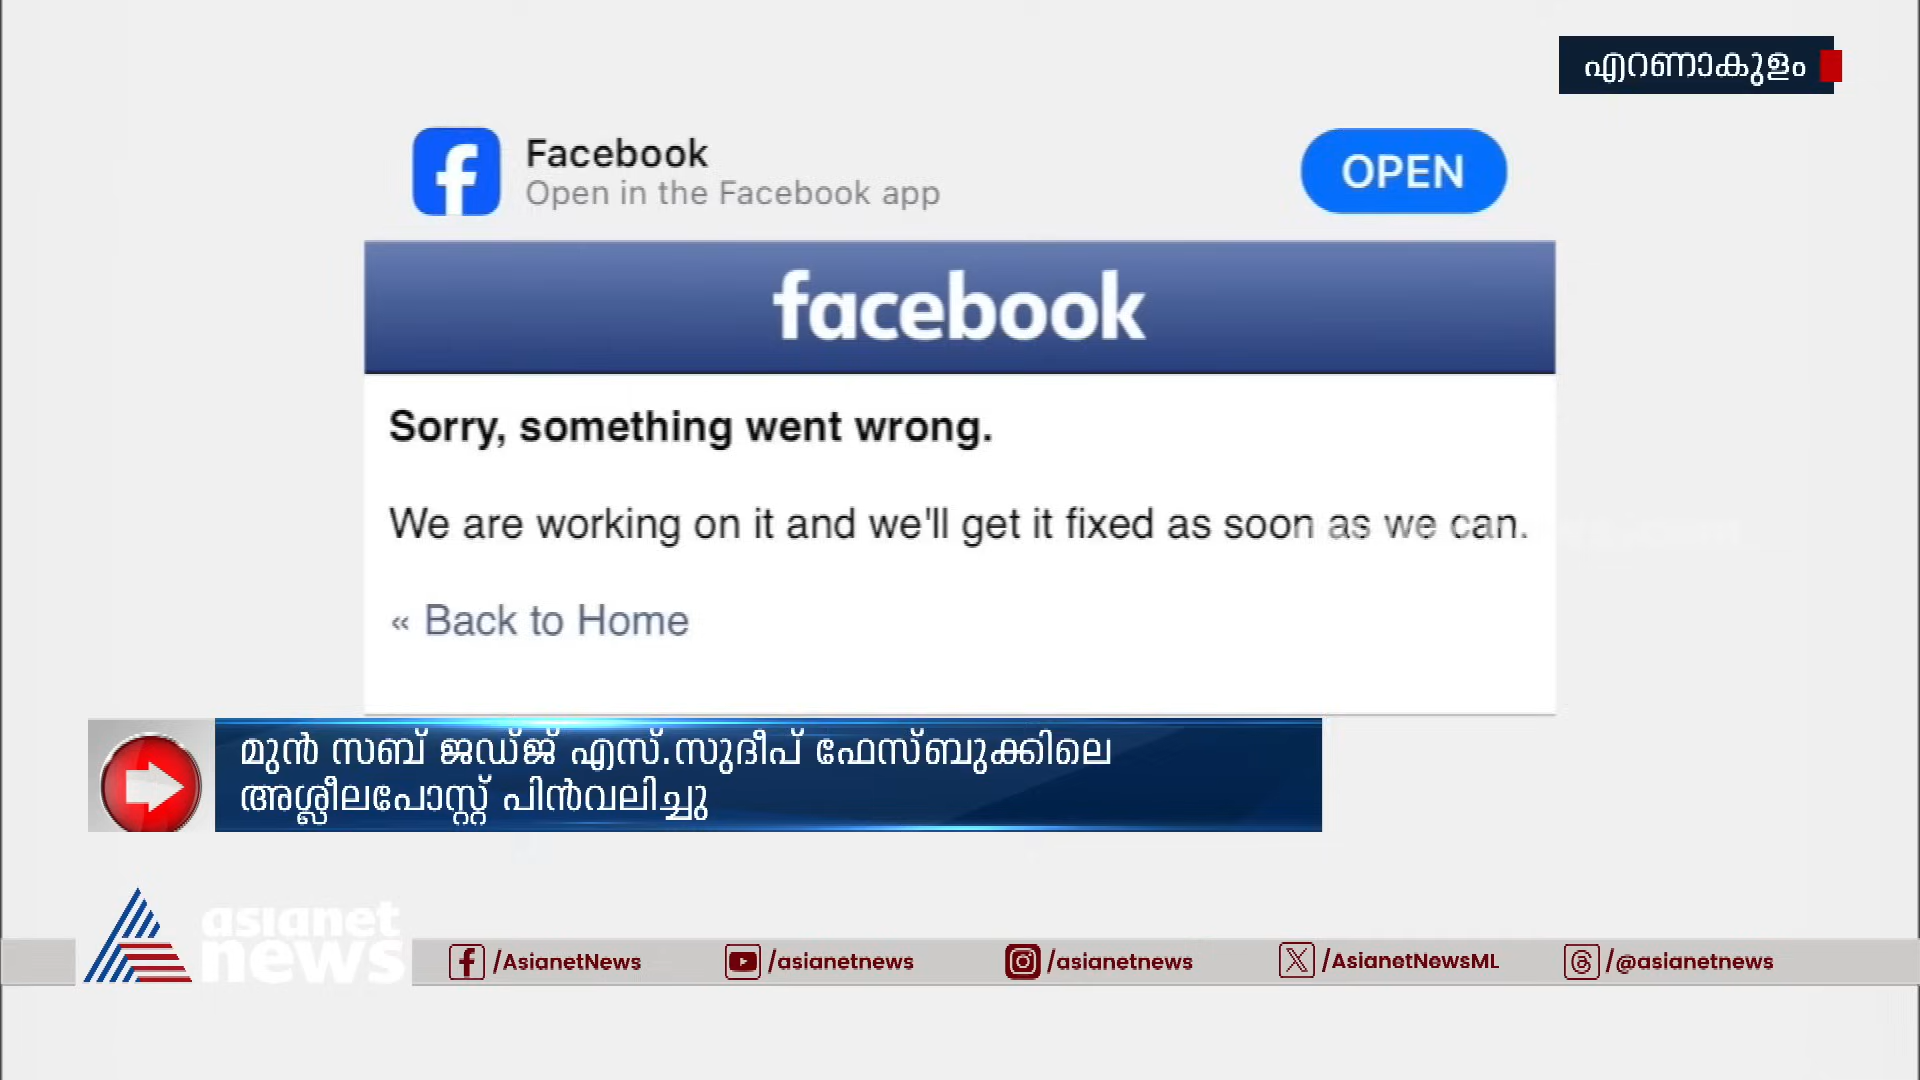 എറണാകുളം
Facebook
Open in the Facebook app
OPEN
facebook
Sorry, something went wrong.
We are working on it and we'll get it fixed as soon as we can.
« Back to Home
മുൻ സബ് ജഡ്ജ് എസ്.സുദീപ് ഫേസ്ബുക്കിലെ
അശ്ലീലപോസ്റ്റ് പിൻവലിച്ചു
asianet
news
/AsianetNews
/asianetnews
/asianetnews
/AsianetNewsML
/@asianetnews